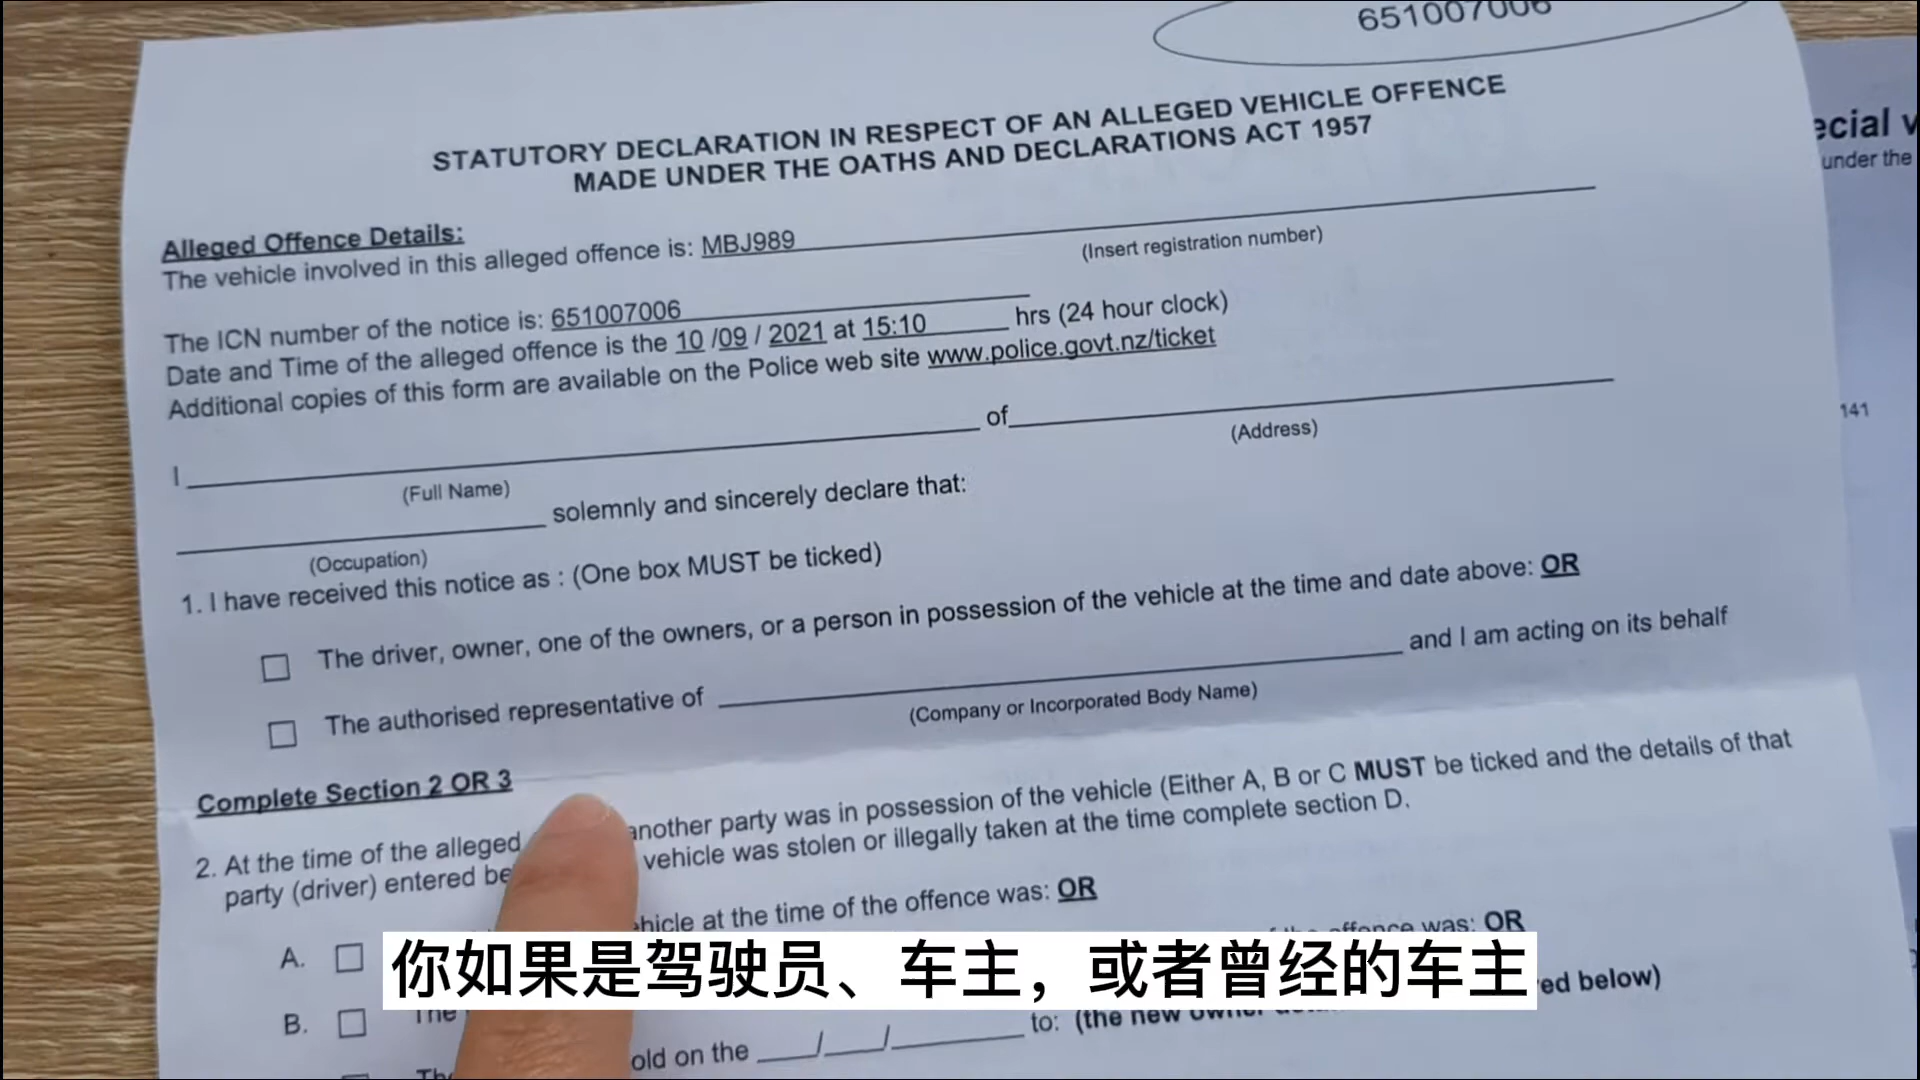 651007006
STATUTORY DECLARATION IN RESPECT OF AN ALLEGED VEHICLE OFFENCE
MADE UNDER THE OATHS AND DECLARATIONS ACT 1957
Alleged Offence Details:
The vehicle involved in this alleged offence is: MBJ989
(Insert registration number)
The ICN number of the notice is: 651007006
Date and Time of the alleged offence is the 10 /09 / 2021 at 15:10 hrs (24 hour clock)
Additional copies of this form are available on the Police web site www.police.govt.nz/ticket
I of
(Full Name) (Address)
solemnly and sincerely declare that:
(Occupation)
1. I have received this notice as : (One box MUST be ticked)
The driver, owner, one of the owners, or a person in possession of the vehicle at the time and date above: OR
The authorised representative of and I am acting on its behalf
(Company or Incorporated Body Name)
Complete Section 2 OR 3
2. At the time of the alleged another party was in possession of the vehicle (Either A, B or C MUST be ticked and the details of that
party (driver) entered vehicle was stolen or illegally taken at the time complete section D.
A. at the time of the offence was: OR
offence was: OR
B. The
old on the / / to: (the new below)
你如果是驾驶员、车主，或者曾经的车主
under the
141